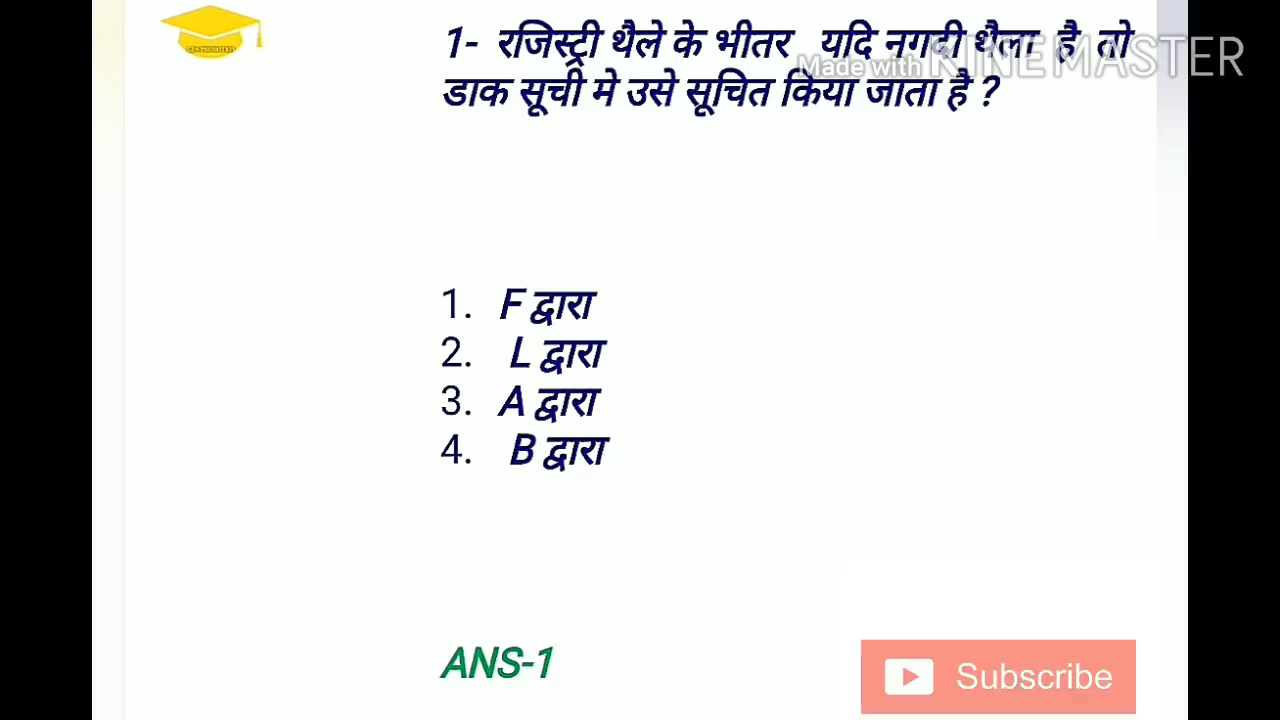 1- रजिस्ट्री थैले के भीतर यदि नगदी थैला है तो
Made with KINEMASTER
डाक सूची मे उसे सूचित किया जाता है ?
1. F द्वारा
2. L द्वारा
3. A द्वारा
4. B द्वारा
ANS-1
Subscribe